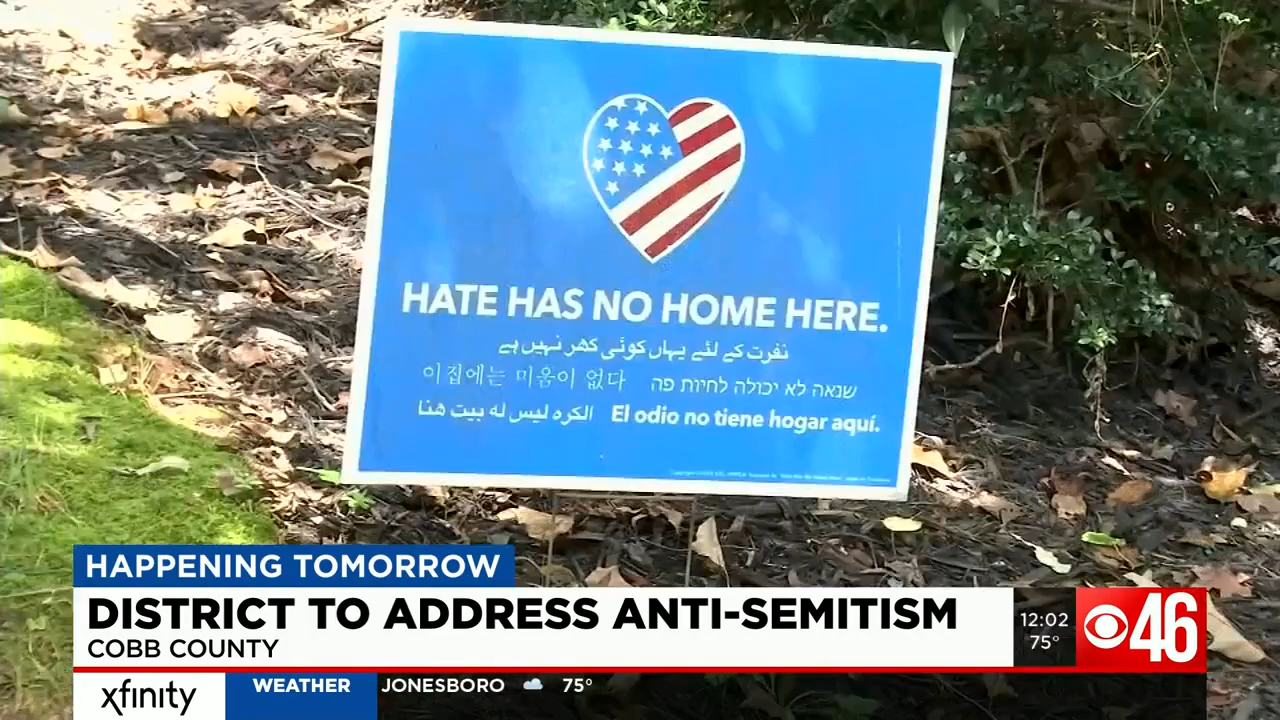 HATE HAS NO HOME HERE.
نفرت کے لئے یہاں کوئی کھر نہیں ہے
이 집에는 미움이 없다 שנאה לא יכולה לחיות פה
الكره ليس له بيت هنا El odio no tiene hogar aquí.
HAPPENING TOMORROW
DISTRICT TO ADDRESS ANTI-SEMITISM
COBB COUNTY
12:02
75°
46
xfinity WEATHER JONESBORO 75°